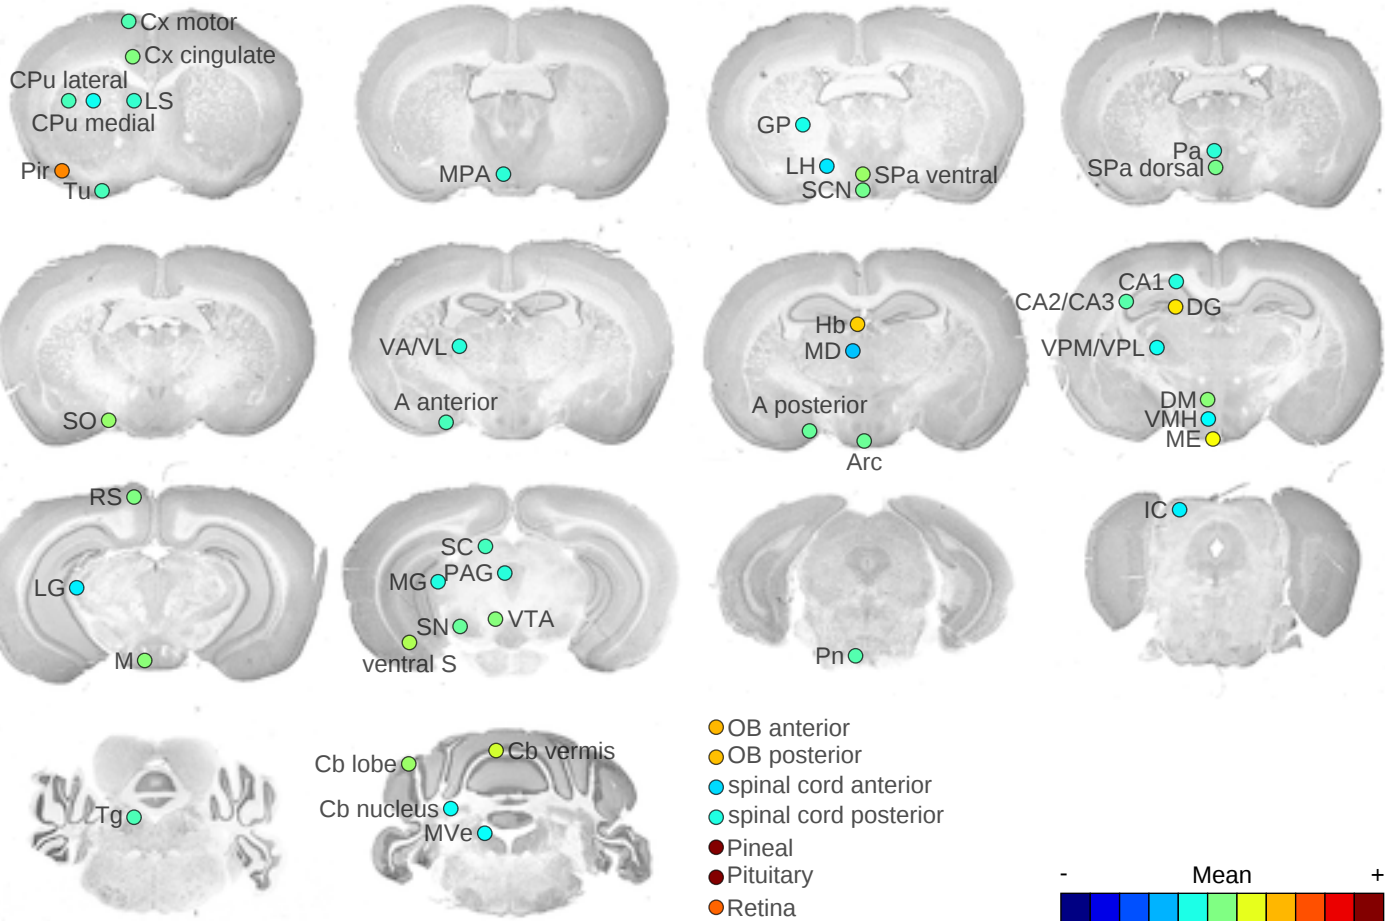 Cx motor
Cx cingulate
CPu lateral
LS
CPu medial
Pir
Tu
MPA
GP
LH
SPa ventral
SCN
Pa
SPa dorsal
SO
VA/VL
A anterior
Hb
MD
A posterior
Arc
CA1
CA2/CA3
DG
VPM/VPL
DM
VMH
ME
RS
LG
M
SC
MG
PAG
SN
VTA
ventral S
Pn
IC
Tg
Cb lobe
Cb vermis
Cb nucleus
MVe
OB anterior
OB posterior
spinal cord anterior
spinal cord posterior
Pineal
Pituitary
Retina
- Mean +